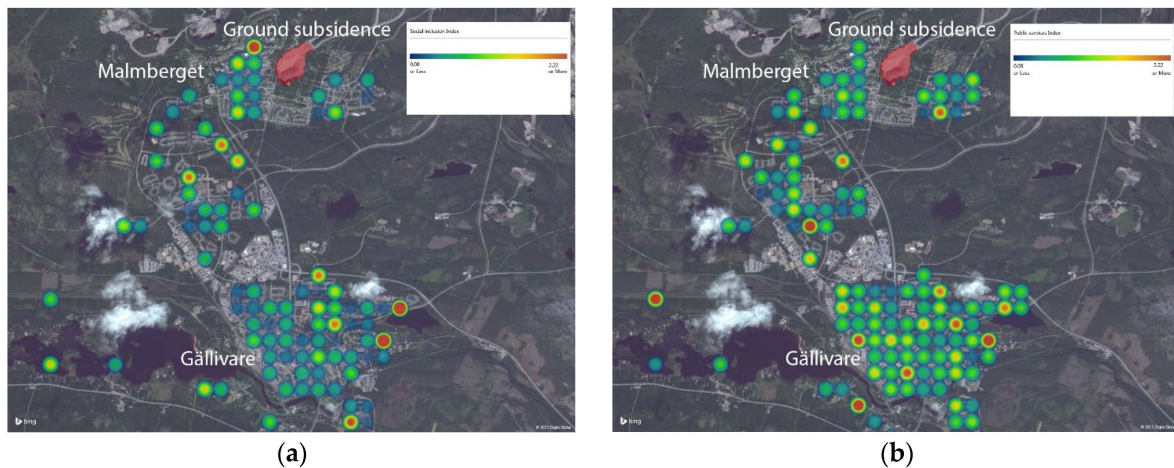 Ground subsidence
Malmberget
Social inclusion Index
0.00
2.22
or Less
or More
Gällivare
bing
(a)
Ground subsidence
Malmberget
Public services Index
0.00
2.22
or Less
or More
Gällivare
bing
(b)